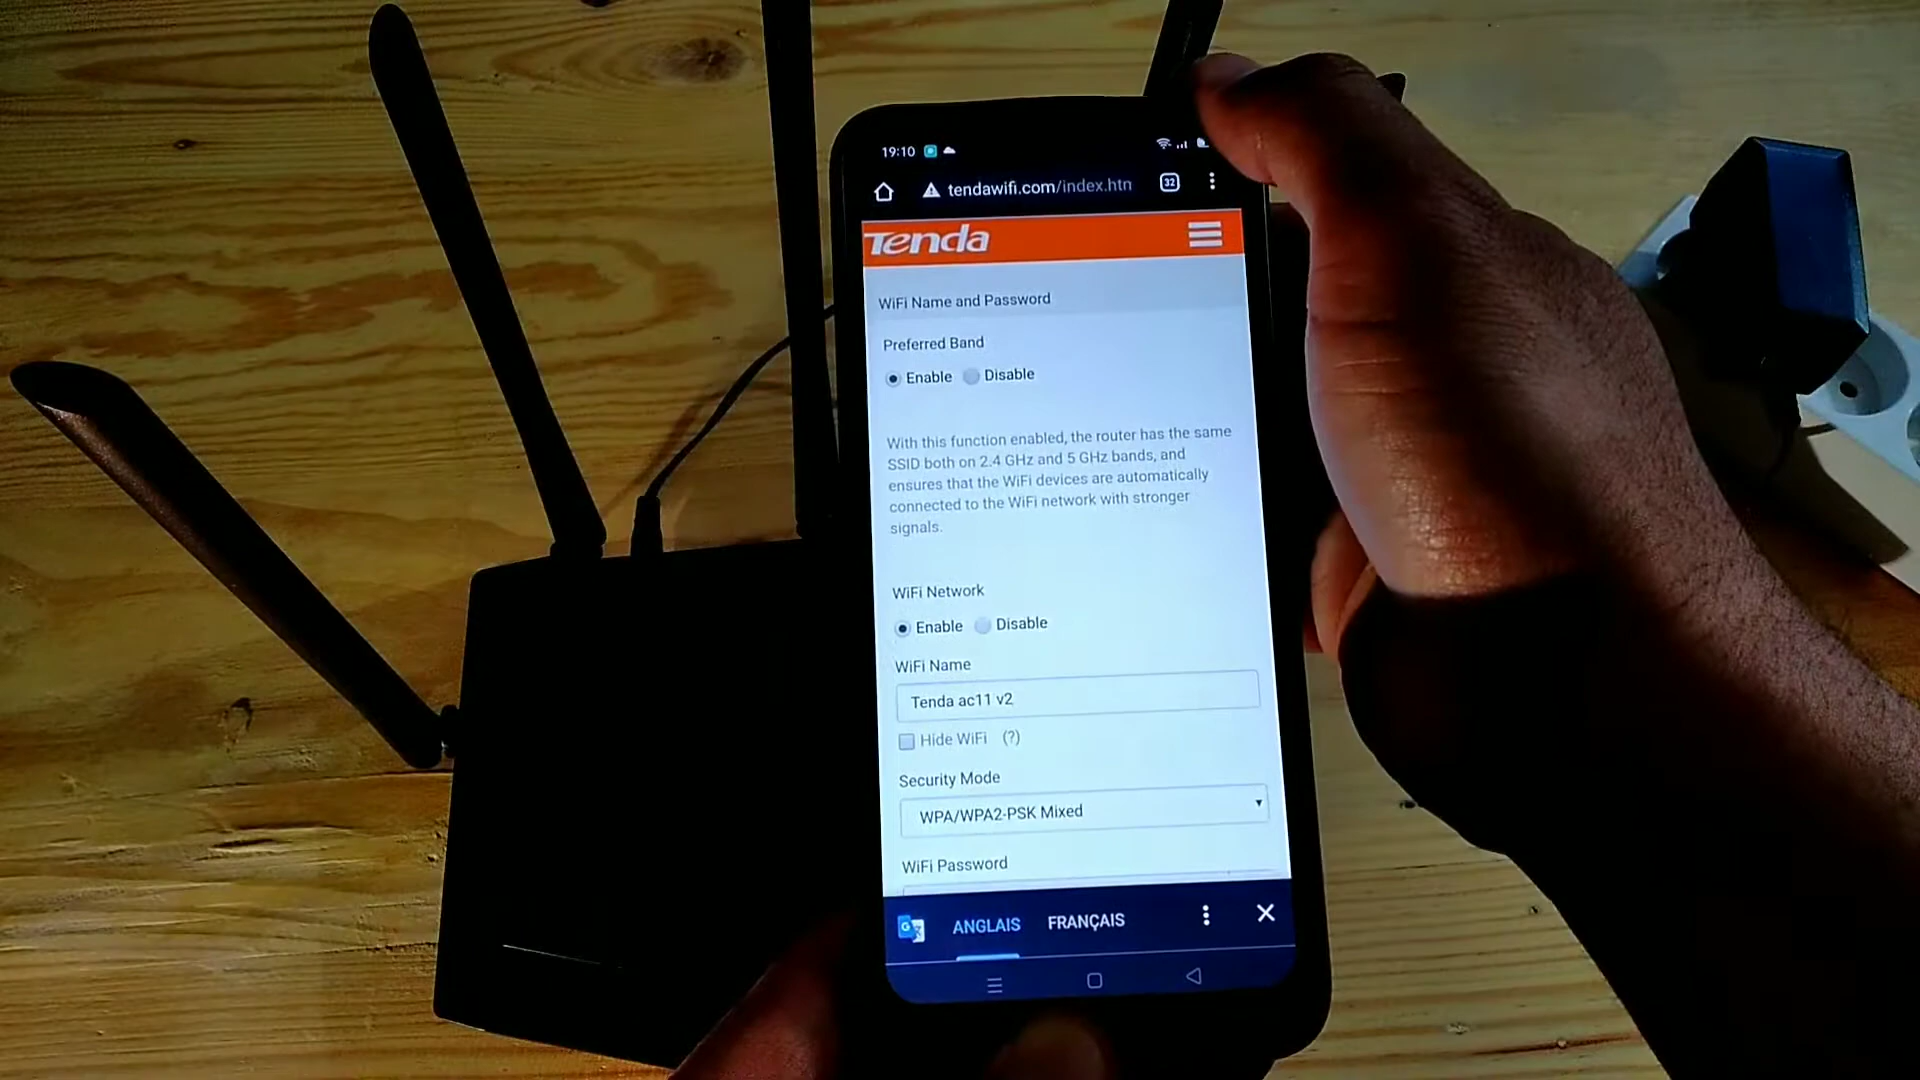 19:10
tendawifi.com/index.htn
32
Tenda
WiFi Name and Password
Preferred Band
Enable Disable
With this function enabled, the router has the same
SSID both on 2.4 GHz and 5 GHz bands, and
ensures that the WiFi devices are automatically
connected to the WiFi network with stronger
signals.
WiFi Network
Enable Disable
WiFi Name
Tenda ac11 v2
Hide WiFi (?)
Security Mode
WPA/WPA2-PSK Mixed
WiFi Password
ANGLAIS FRANÇAIS